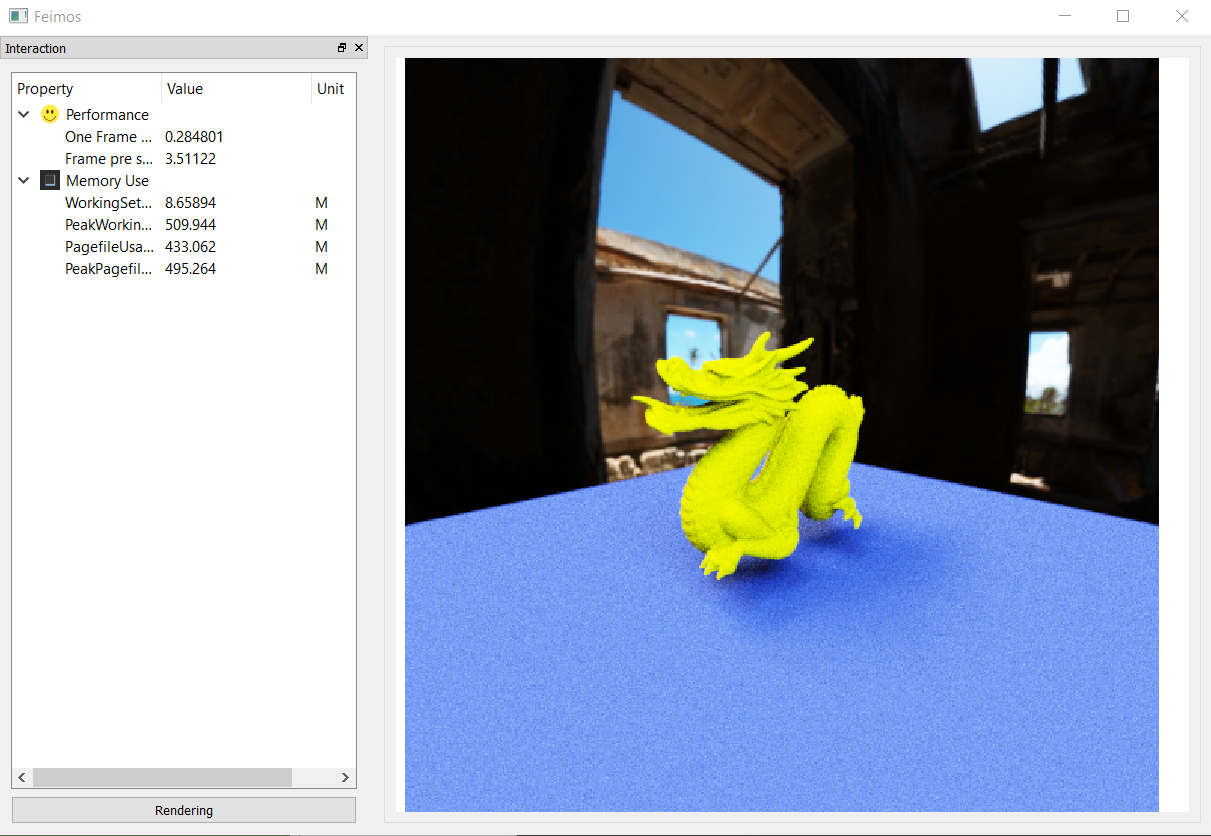 Feimos
Interaction
Property Value Unit
Performance
One Frame ... 0.284801
Frame pre s... 3.51122
Memory Use
WorkingSet... 8.65894 M
PeakWorkin... 509.944 M
PagefileUsa... 433.062 M
PeakPagefil... 495.264 M
Rendering